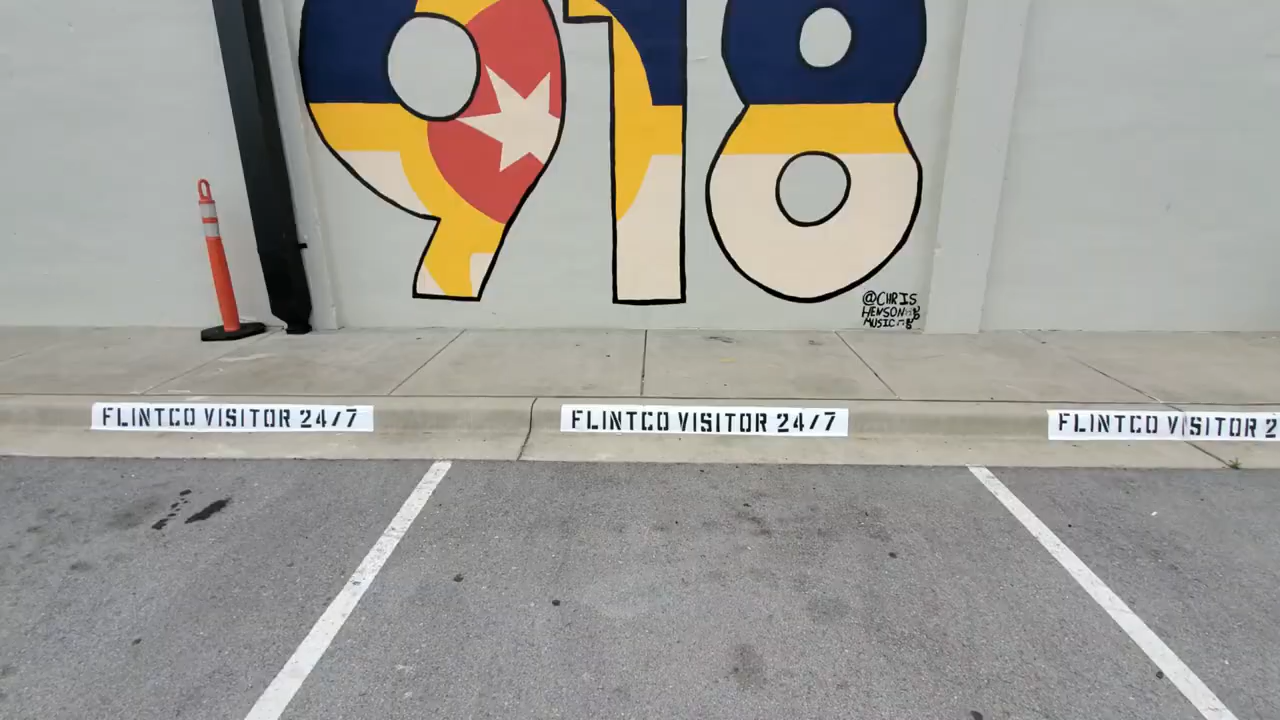 918
@CHRIS
HENSON
MUSIC
FLINTCO VISITOR 24/7
FLINTCO VISITOR 24/7
FLINTCO VISITOR 2